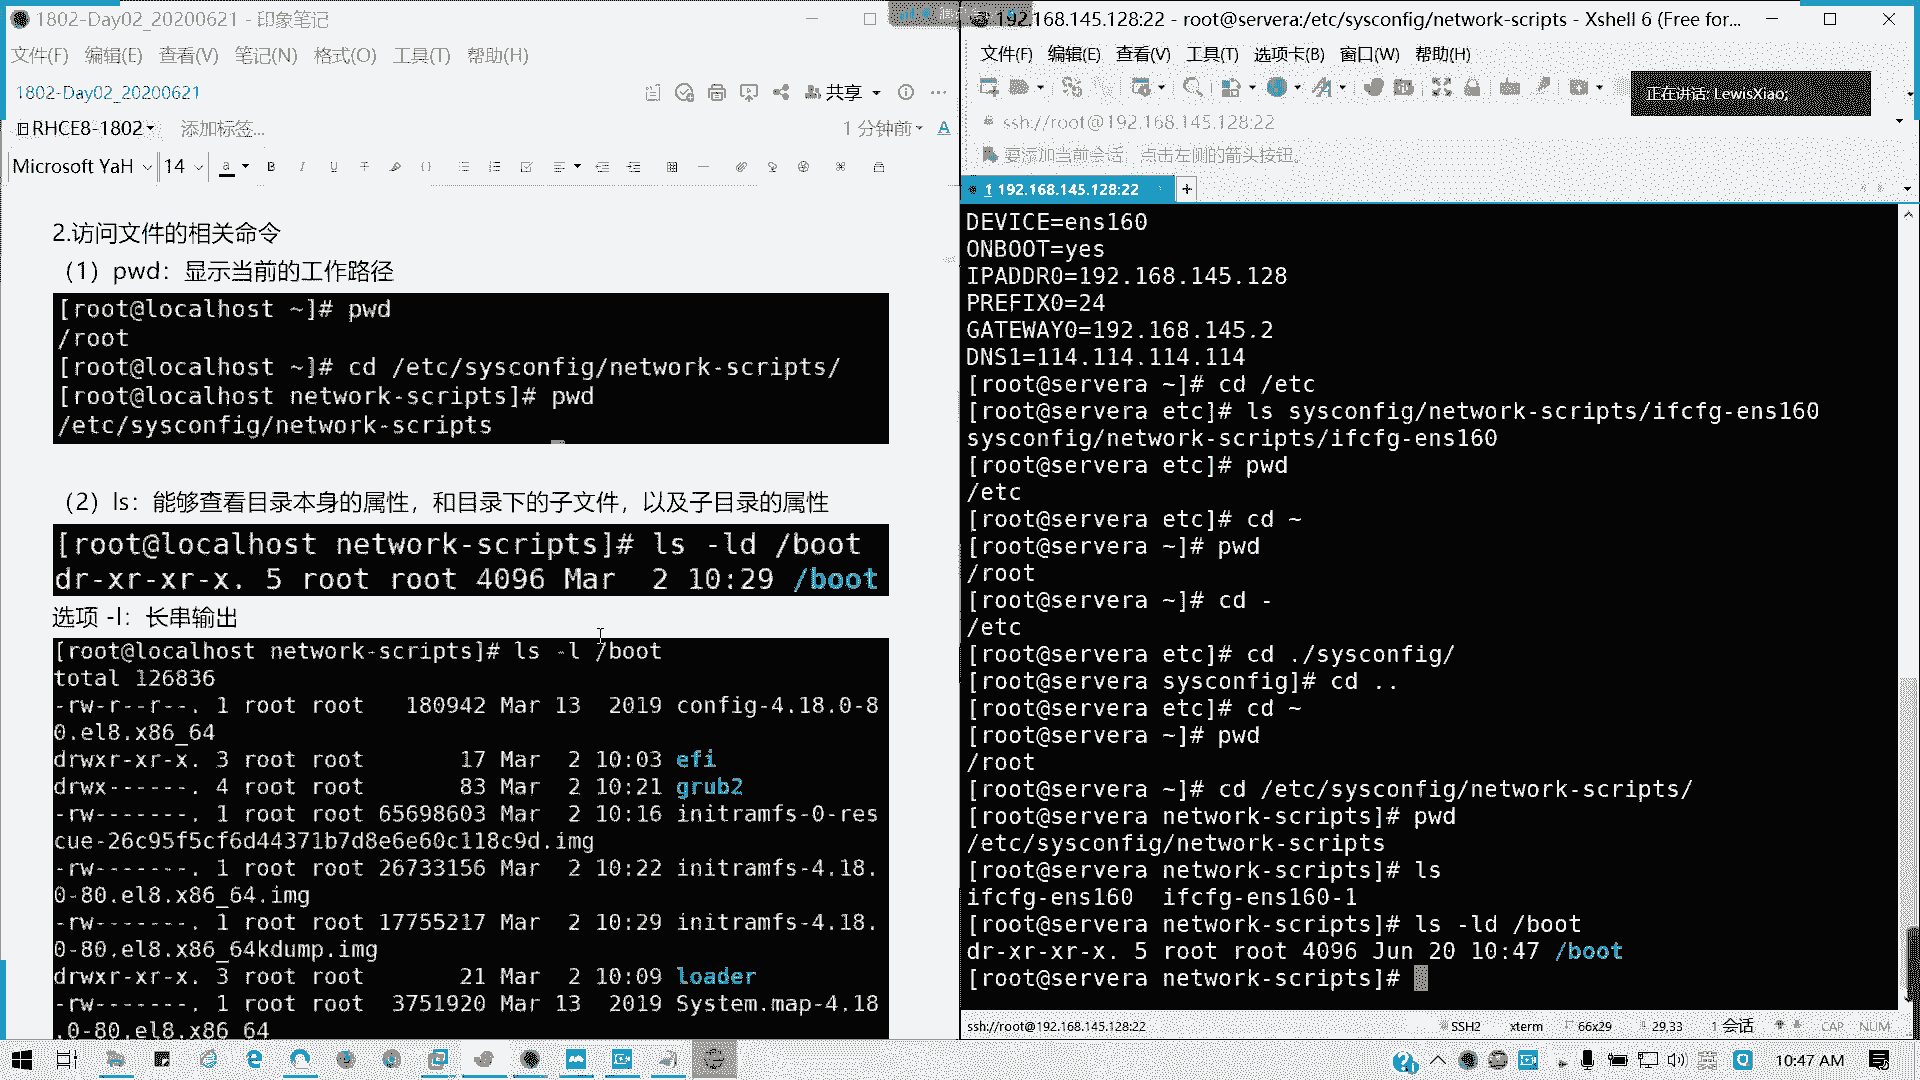 1802-Day02_20200621 - 印象笔记
文件(F) 编辑(E) 查看(V) 笔记(N) 格式(O) 工具(T) 帮助(H)
1802-Day02_20200621
共享
RHCE8-1802 添加标签...
1 分钟前
Microsoft YaH 14
2.访问文件的相关命令
（1）pwd：显示当前的工作路径
[root@localhost ~]# pwd
/root
[root@localhost ~]# cd /etc/sysconfig/network-scripts/
[root@localhost network-scripts]# pwd
/etc/sysconfig/network-scripts
（2）ls：能够查看目录本身的属性，和目录下的子文件，以及子目录的属性
[root@localhost network-scripts]# ls -ld /boot
dr-xr-xr-x. 5 root root 4096 Mar  2 10:29 /boot
选项 -l：长串输出
[root@localhost network-scripts]# ls -l /boot
total 126836
-rw-r--r--. 1 root root   180942 Mar 13  2019 config-4.18.0-8
0.el8.x86_64
drwxr-xr-x. 3 root root       17 Mar  2 10:03 efi
drwx------. 4 root root       83 Mar  2 10:21 grub2
-rw-------. 1 root root 65698603 Mar  2 10:16 initramfs-0-res
cue-26c95f5cf6d44371b7d8e6e60c118c9d.img
-rw-------. 1 root root 26733156 Mar  2 10:22 initramfs-4.18.
0-80.el8.x86_64.img
-rw-------. 1 root root 17755217 Mar  2 10:29 initramfs-4.18.
0-80.el8.x86_64kdump.img
drwxr-xr-x. 3 root root       21 Mar  2 10:09 loader
-rw-------. 1 root root  3751920 Mar 13  2019 System.map-4.18
.0-80.el8.x86_64
192.168.145.128:22 - root@servera:/etc/sysconfig/network-scripts - Xshell 6 (Free for...
文件(F) 编辑(E) 查看(V) 工具(T) 选项卡(B) 窗口(W) 帮助(H)
正在讲话: LewisXiao;
ssh://root@192.168.145.128:22
要添加当前会话，点击左侧的箭头按钮。
1 192.168.145.128:22
DEVICE=ens160
ONBOOT=yes
IPADDR0=192.168.145.128
PREFIX0=24
GATEWAY0=192.168.145.2
DNS1=114.114.114.114
[root@servera ~]# cd /etc
[root@servera etc]# ls sysconfig/network-scripts/ifcfg-ens160
sysconfig/network-scripts/ifcfg-ens160
[root@servera etc]# pwd
/etc
[root@servera etc]# cd ~
[root@servera ~]# pwd
/root
[root@servera ~]# cd -
/etc
[root@servera etc]# cd ./sysconfig/
[root@servera sysconfig]# cd ..
[root@servera etc]# cd ~
[root@servera ~]# pwd
/root
[root@servera ~]# cd /etc/sysconfig/network-scripts/
[root@servera network-scripts]# pwd
/etc/sysconfig/network-scripts
[root@servera network-scripts]# ls
ifcfg-ens160  ifcfg-ens160-1
[root@servera network-scripts]# ls -ld /boot
dr-xr-xr-x. 5 root root 4096 Jun 20 10:47 /boot
[root@servera network-scripts]#
ssh://root@192.168.145.128:22 SSH2 xterm 66x29 29,33 1 会话 CAP NUM
10:47 AM